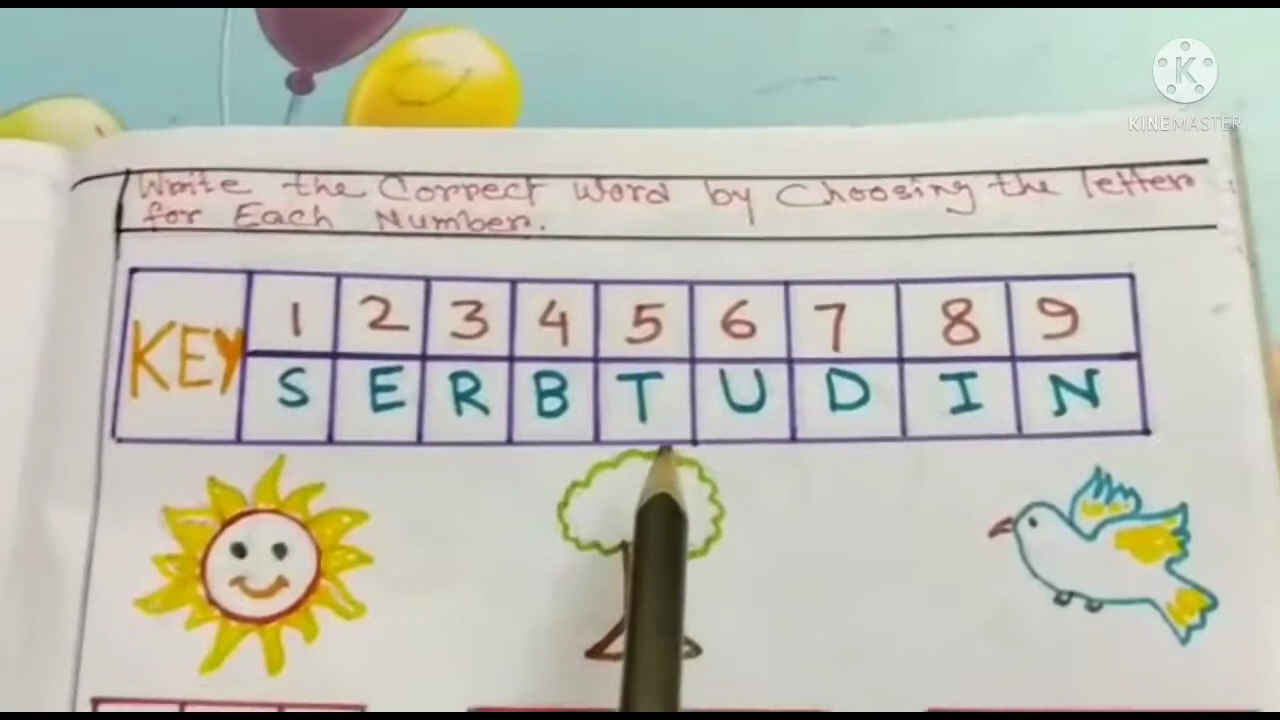 K
KINEMASTER
Write the Correct Word by Choosing the letter
for Each Number.
KEY 1 2 3 4 5 6 7 8 9
S E R B T U D I N